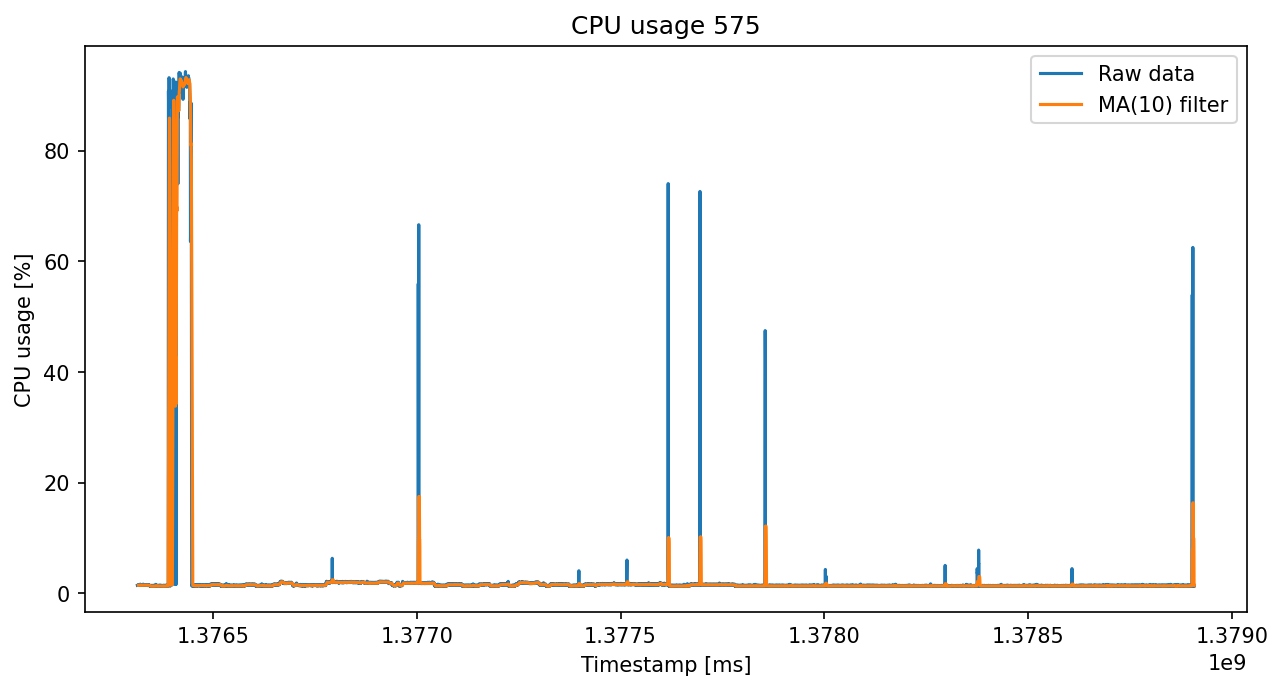 CPU usage 575
Raw data
MA(10) filter
CPU usage [%]
80
60
40
20
0
1.3765
1.3770
1.3775
1.3780
1.3785
1.3790
1e9
Timestamp [ms]